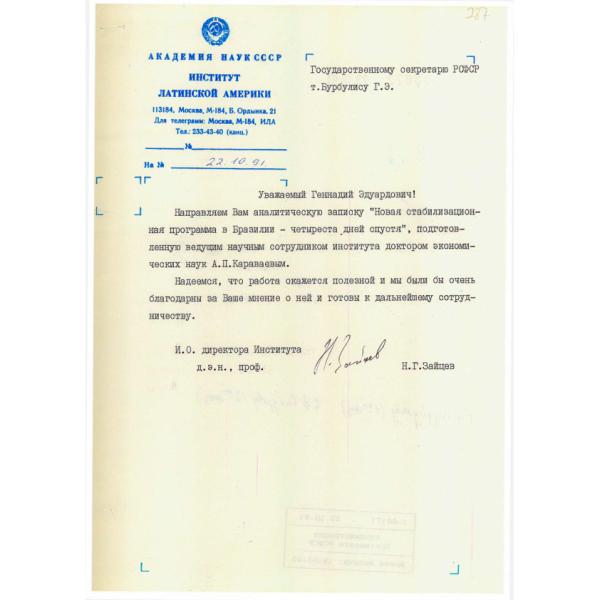 287
АКАДЕМИЯ НАУК СССР
ИНСТИТУТ
ЛАТИНСКОЙ АМЕРИКИ
113184, Москва, М-184, Б. Ордынка, 21
Для телеграмм: Москва, М-184, ИЛА
Тел.: 233-43-40 (канц.)
№
На № 22.10.91.
Государственному секретарю РСФСР
т.Бурбулису Г.Э.
Уважаемый Геннадий Эдуардович!
Направляем Вам аналитическую записку "Новая стабилизацион-
ная программа в Бразилии – четыреста дней спустя", подготов-
ленную ведущим научным сотрудником института доктором экономи-
ческих наук А.П.Караваевым.
Надеемся, что работа окажется полезной и мы были бы очень
благодарны за Ваше мнение о ней и готовы к дальнейшему сотруд-
ничеству.
И.О. директора Института
д.э.н., проф.
Н.Зайцев
Н.Г.Зайцев